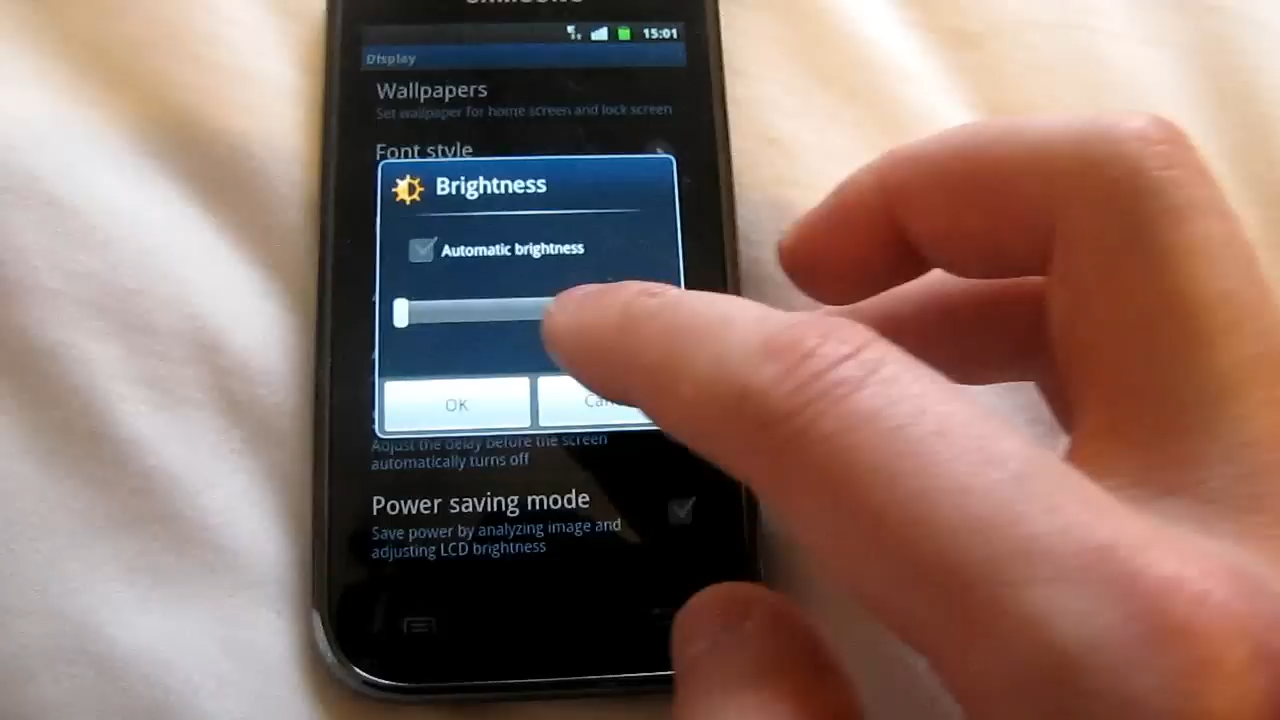 15:01
Display
Wallpapers
Set wallpaper for home screen and lock screen
Font style
Brightness
Automatic brightness
OK
Adjust the delay before the screen
automatically turns off
Power saving mode
Save power by analyzing image and
adjusting LCD brightness